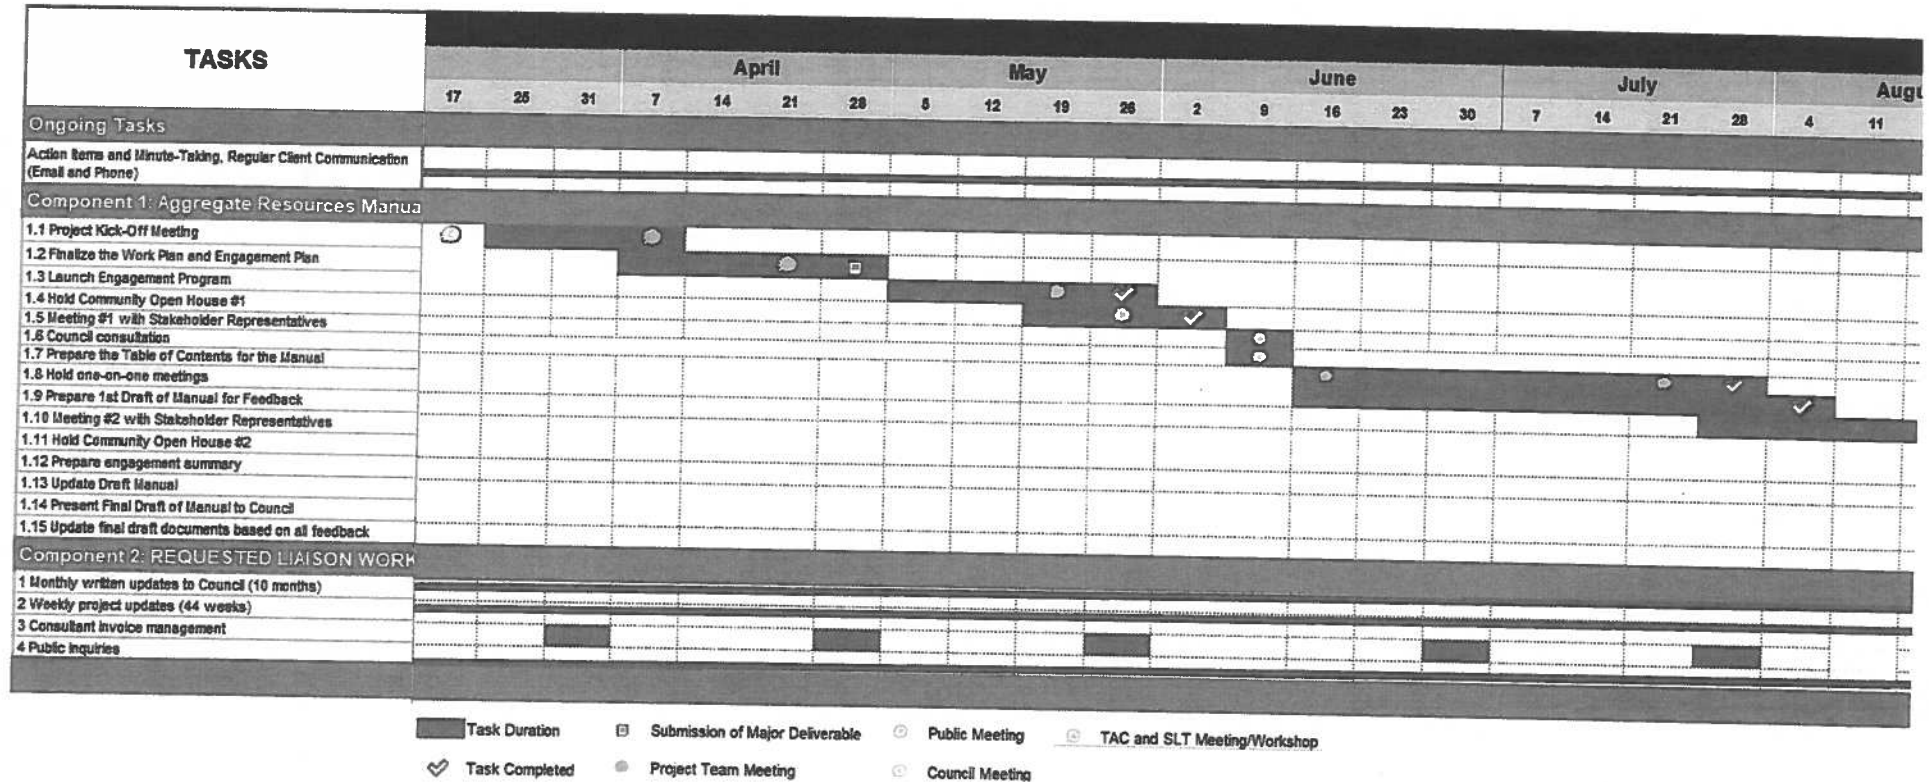 TASKS
April May June July Augu
17 25 31 7 14 21 28 5 12 19 26 2 9 16 23 30 7 14 21 28 4 11
Ongoing Tasks
Action Items and Minute-Taking, Regular Client Communication
(Email and Phone)
Component 1: Aggregate Resources Manua
1.1 Project Kick-Off Meeting
1.2 Finalize the Work Plan and Engagement Plan
1.3 Launch Engagement Program
1.4 Hold Community Open House #1
1.5 Meeting #1 with Stakeholder Representatives
1.6 Council consultation
1.7 Prepare the Table of Contents for the Manual
1.8 Hold one-on-one meetings
1.9 Prepare 1st Draft of Manual for Feedback
1.10 Meeting #2 with Stakeholder Representatives
1.11 Hold Community Open House #2
1.12 Prepare engagement summary
1.13 Update Draft Manual
1.14 Present Final Draft of Manual to Council
1.15 Update final draft documents based on all feedback
Component 2: REQUESTED LIAISON WORK
1 Monthly written updates to Council (10 months)
2 Weekly project updates (44 weeks)
3 Consultant invoice management
4 Public inquiries
Task Duration Submission of Major Deliverable Public Meeting TAC and SLT Meeting/Workshop
Task Completed Project Team Meeting Council Meeting